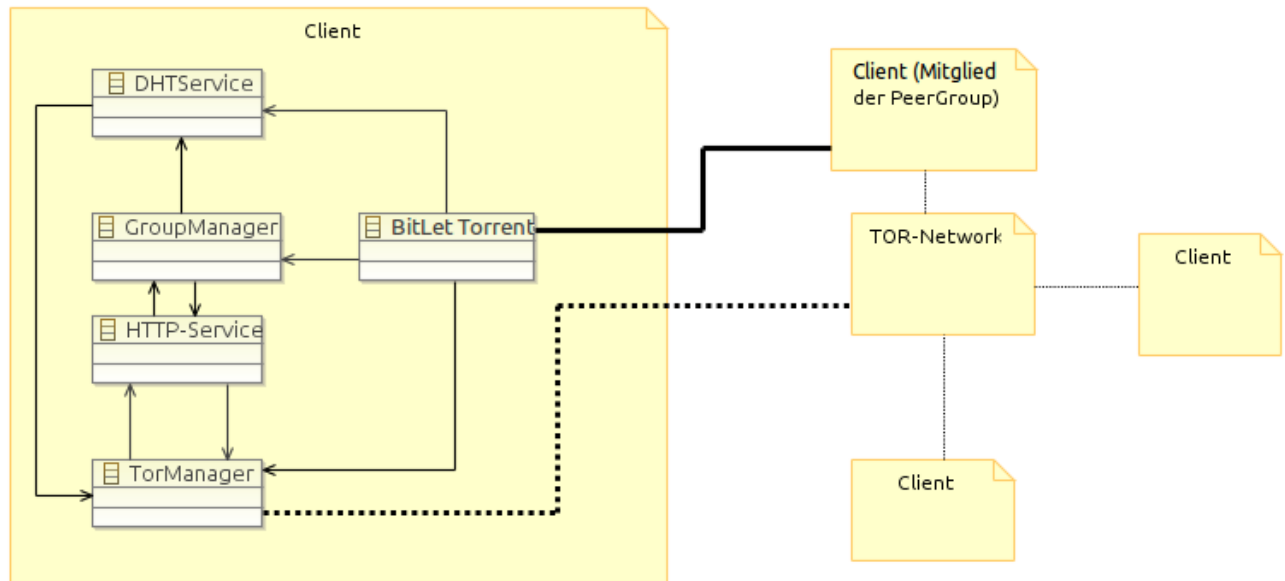 Client
DHTService
GroupManager
BitLet Torrent
HTTP-Service
TorManager
Client (Mitglied
der PeerGroup)
TOR-Network
Client
Client